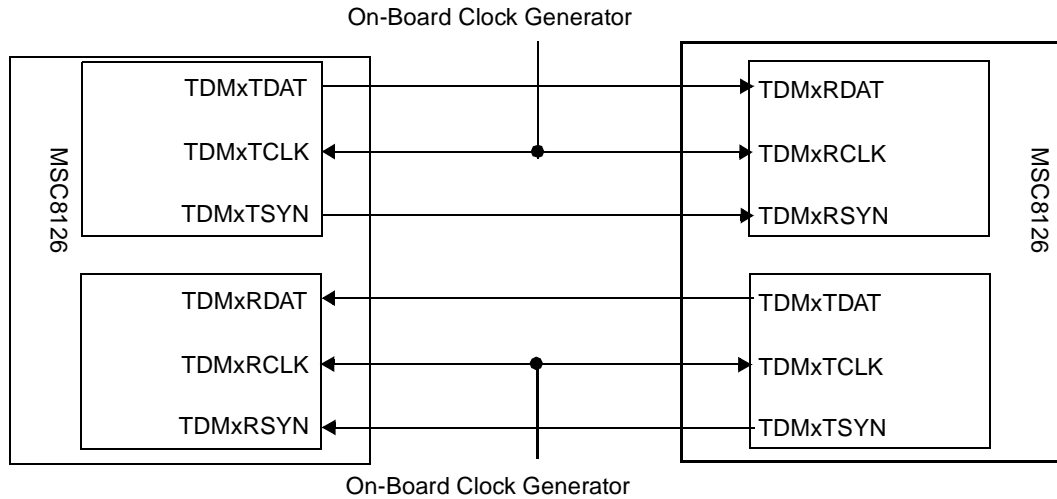 On-Board Clock Generator
MSC8126
TDMxTDAT
TDMxTCLK
TDMxTSYN
TDMxRDAT
TDMxRCLK
TDMxRSYN
TDMxRDAT
TDMxRCLK
TDMxRSYN
TDMxTDAT
TDMxTCLK
TDMxTSYN
MSC8126
On-Board Clock Generator